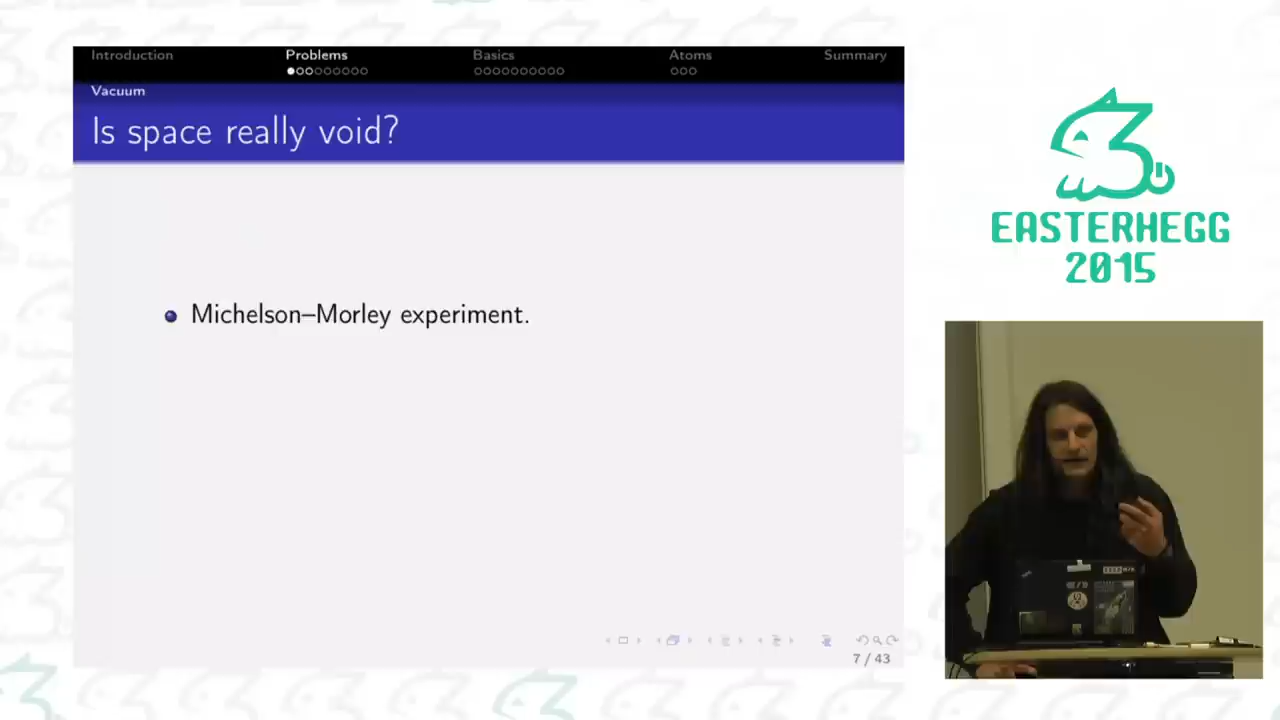 Introduction
Problems
Basics
Atoms
Summary
Vacuum
Is space really void?
Michelson–Morley experiment.
7 / 43
EASTERHEGG
2015